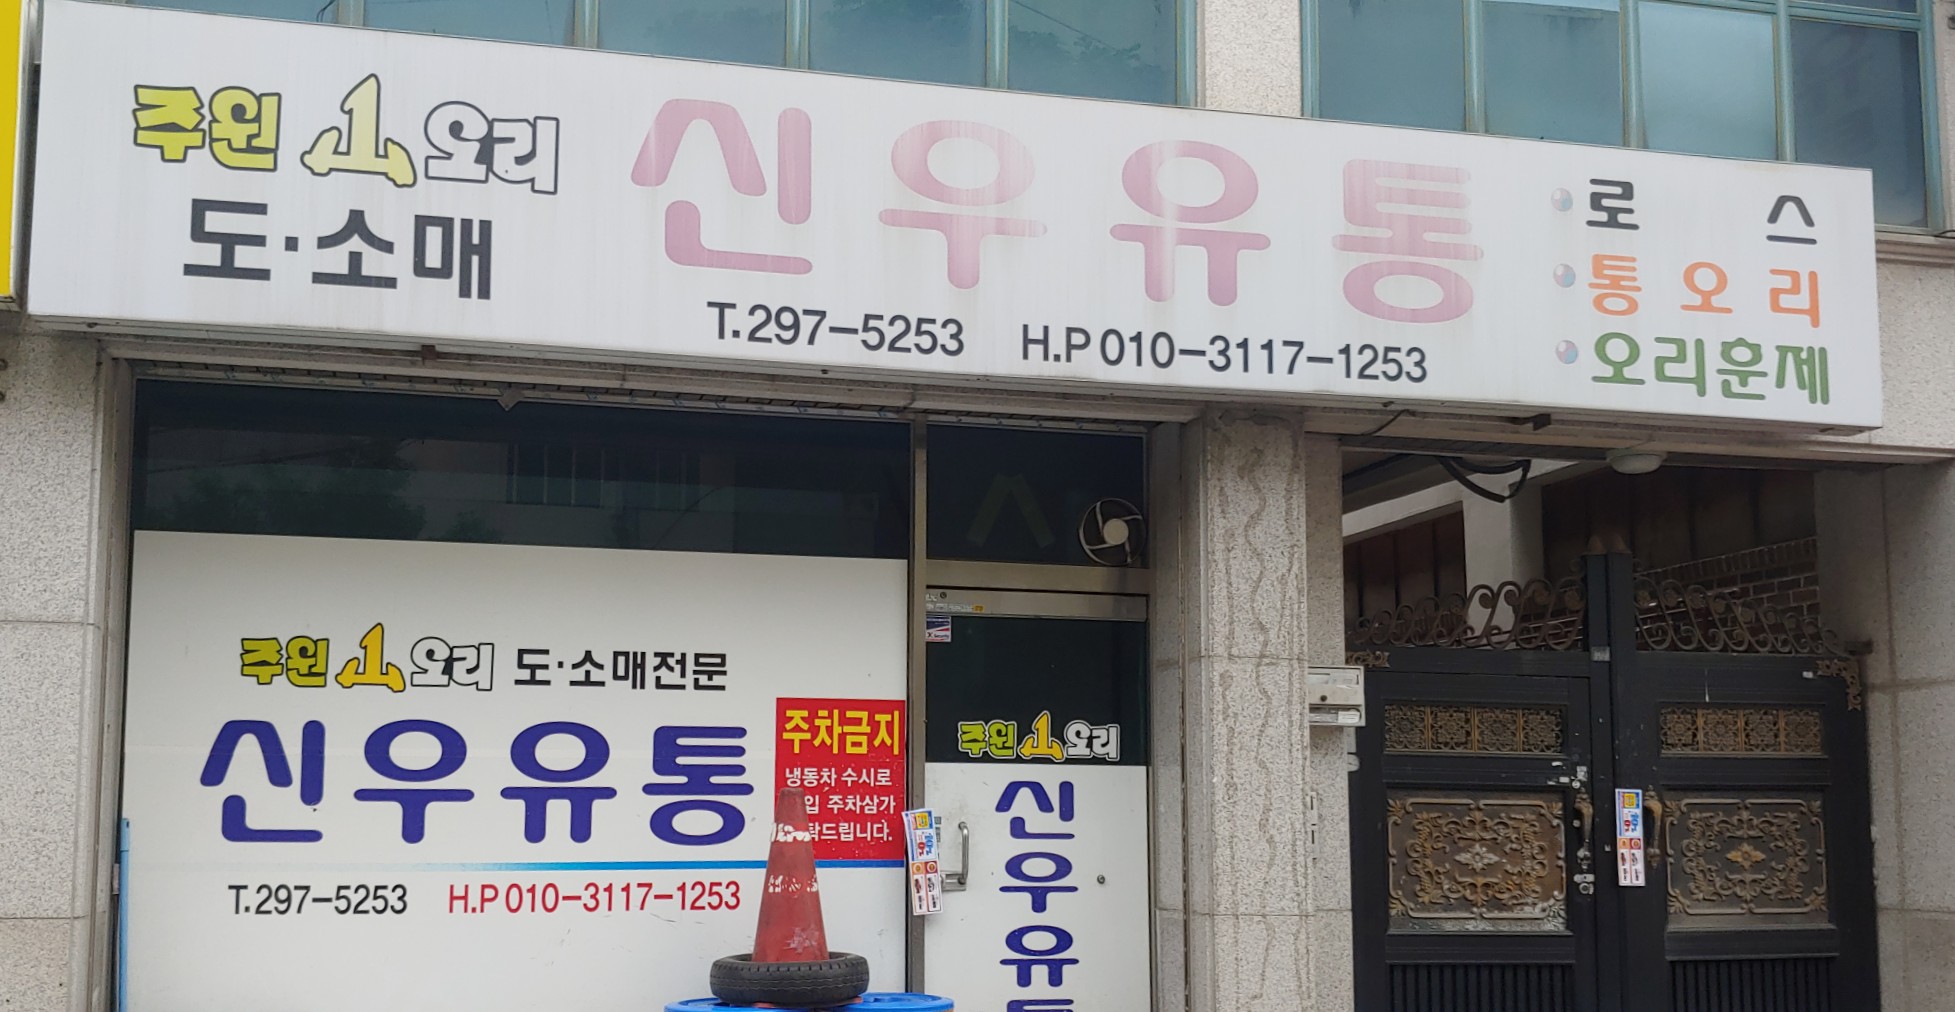 주원 오리
도·소매
신우유통
T.297-5253 H.P 010-3117-1253
로스
통오리
오리훈제
주원 오리 도·소매전문
신우유통
T.297-5253 H.P 010-3117-1253
주차금지
냉동차 수시로
입 주차삼가
드립니다.
주원 오리
신우유